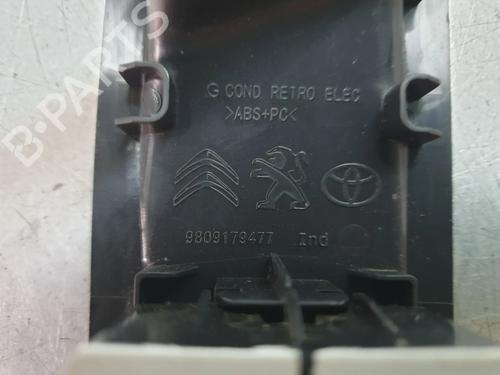 G COND RETRO ELEC
>ABS+PC<
9809179477 Ind
B-PARTS